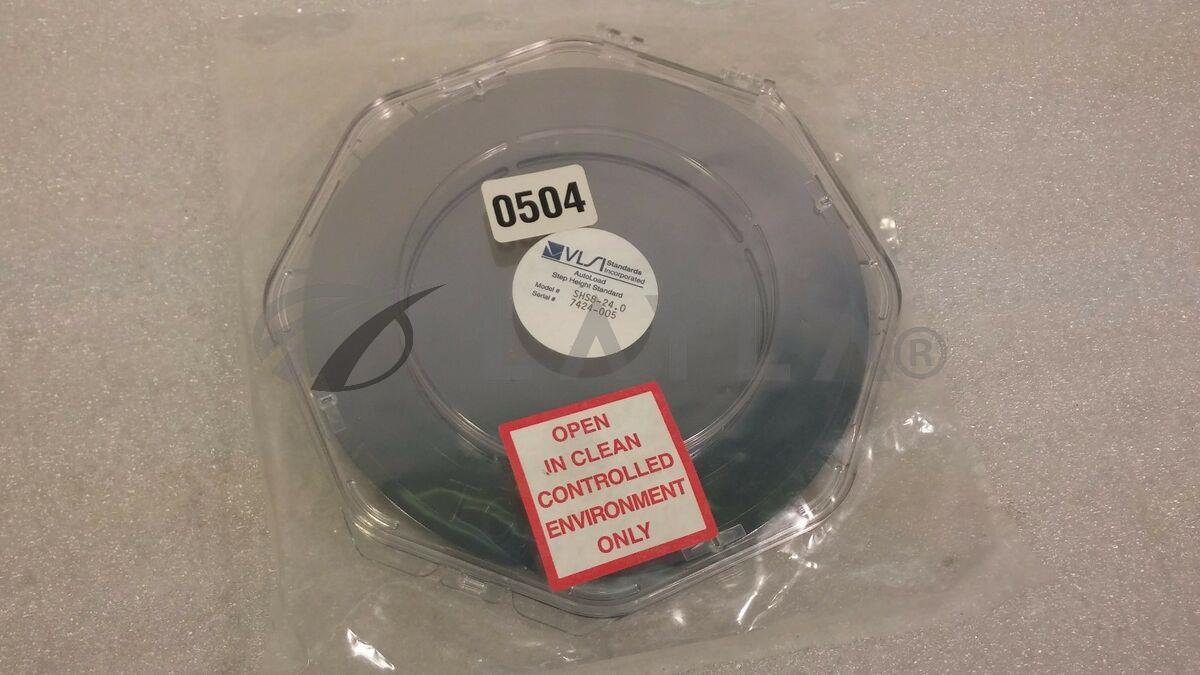 0504
VLSI Standards
Incorporated
AutoLoad
Step Height Standard
Model # SHS8-24.0
Serial # 7424-005
LAYLA®
OPEN
IN CLEAN
CONTROLLED
ENVIRONMENT
ONLY